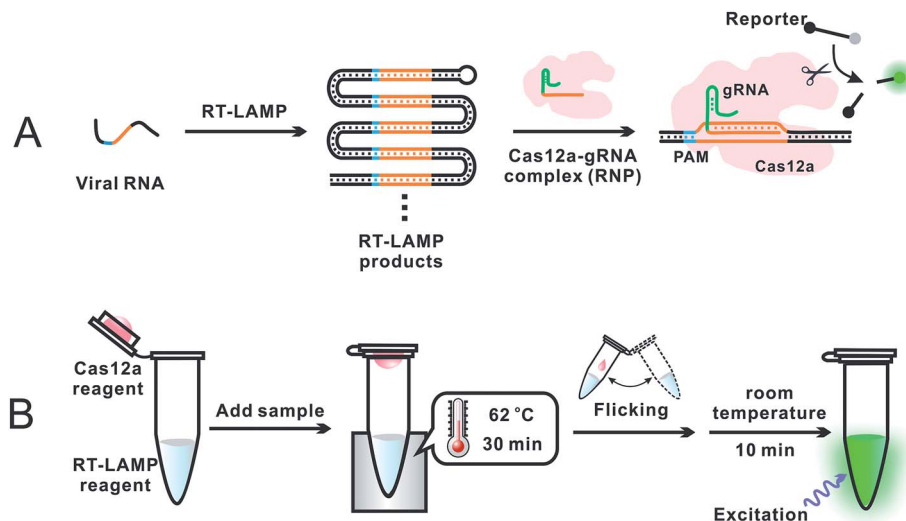 A
Viral RNA
RT-LAMP
RT-LAMP
products
Cas12a-gRNA
complex (RNP)
Reporter
gRNA
PAM
Cas12a
B
Cas12a
reagent
RT-LAMP
reagent
Add sample
62 °C
30 min
Flicking
room
temperature
10 min
Excitation